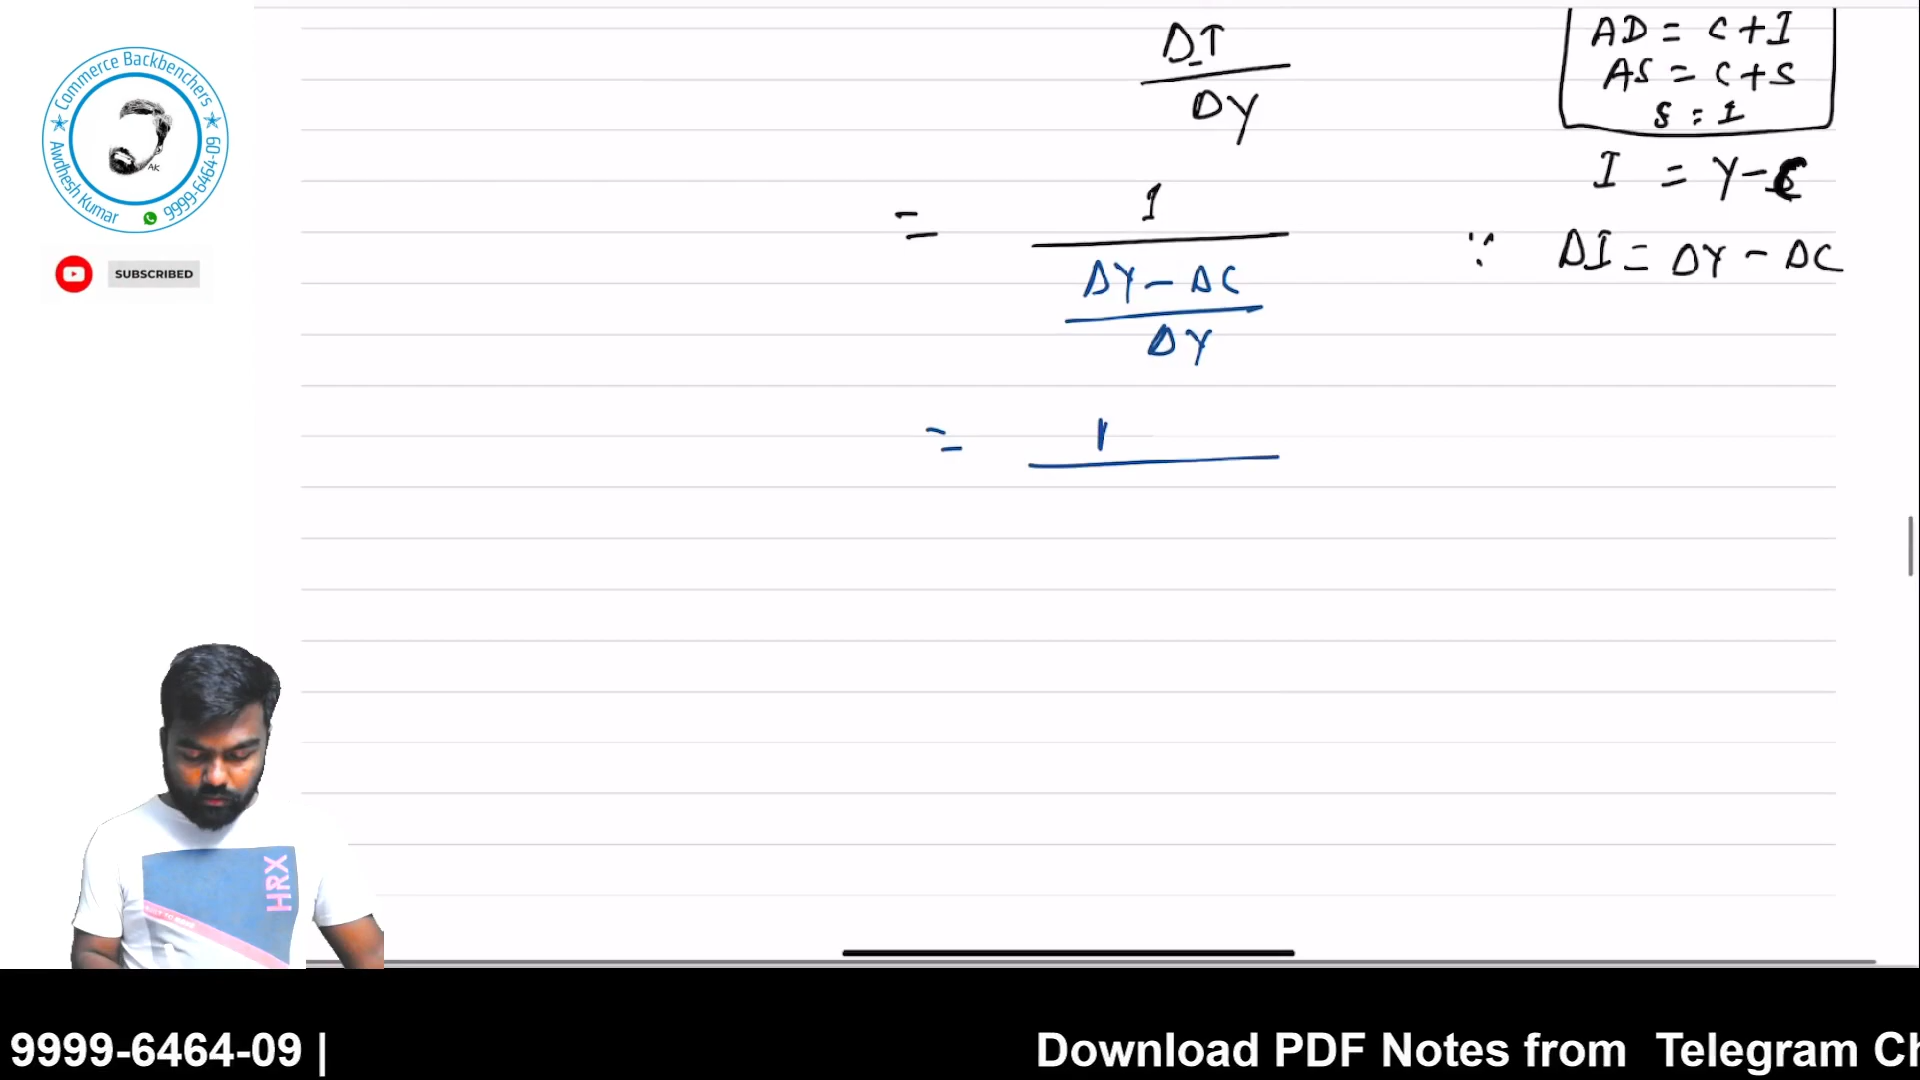 Commerce Backbenchers
Awdhesh Kumar
9999-6464-09
AK
SUBSCRIBED
ΔI
ΔY
= 1
ΔY - ΔC
ΔY
= 1
AD = C + I
AS = C + S
S = I
I = Y - C
∵ ΔI = ΔY - ΔC
HRX
9999-6464-09 |
Download PDF Notes from Telegram Ch